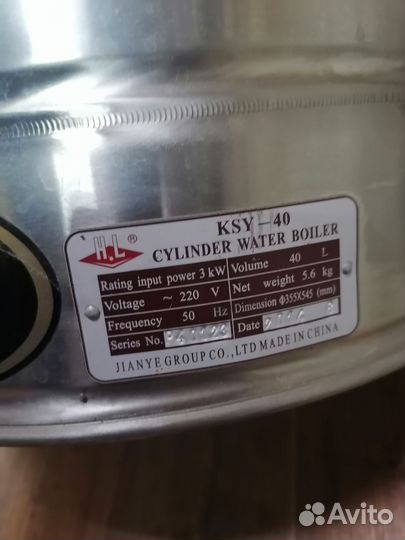 KSY-40
H.L ®
CYLINDER WATER BOILER
Rating input power 3 kW Volume 40 L
Voltage ~ 220 V Net weight 5.6 kg
Frequency 50 Hz Dimension Φ355X545 (mm)
Series No. Date
JIANYE GROUP CO.,LTD MADE IN CHINA
Avito